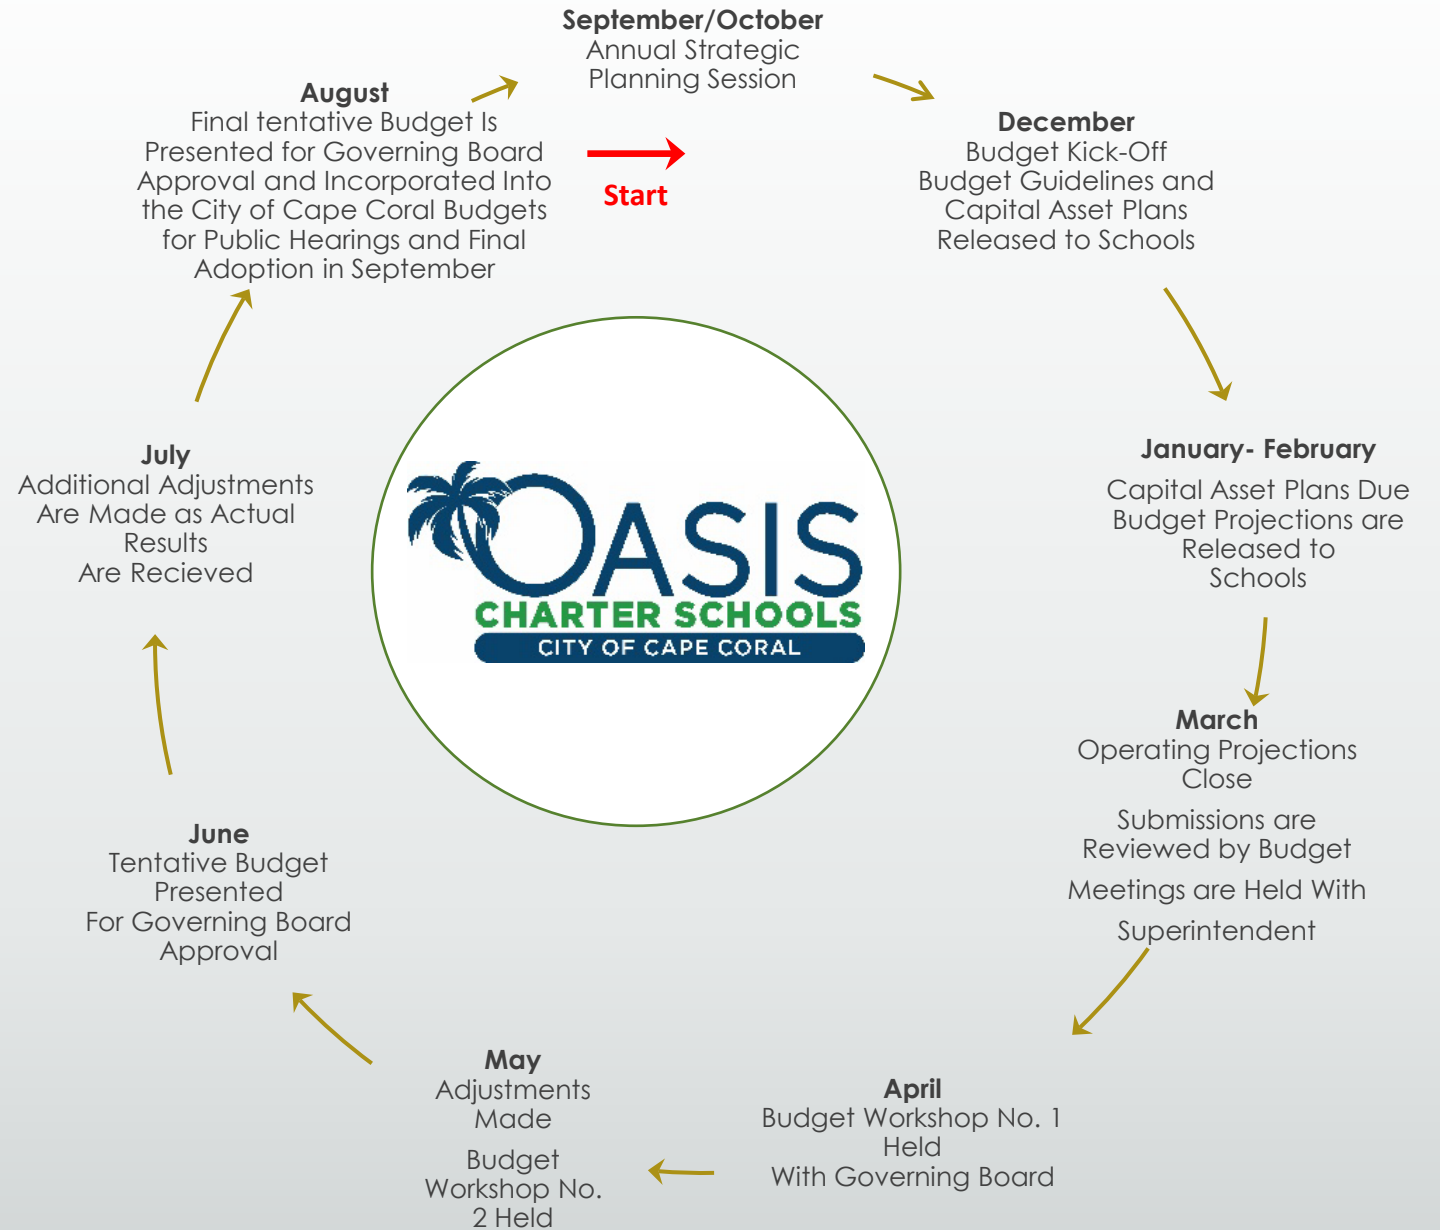 September/October
Annual Strategic
Planning Session
Start
December
Budget Kick-Off
Budget Guidelines and
Capital Asset Plans
Released to Schools
January- February
Capital Asset Plans Due
Budget Projections are
Released to
Schools
March
Operating Projections
Close
Submissions are
Reviewed by Budget
Meetings are Held With
Superintendent
April
Budget Workshop No. 1
Held
With Governing Board
May
Adjustments
Made
Budget
Workshop No.
2 Held
June
Tentative Budget
Presented
For Governing Board
Approval
July
Additional Adjustments
Are Made as Actual
Results
Are Recieved
August
Final tentative Budget Is
Presented for Governing Board
Approval and Incorporated Into
the City of Cape Coral Budgets
for Public Hearings and Final
Adoption in September
OASIS
CHARTER SCHOOLS
CITY OF CAPE CORAL